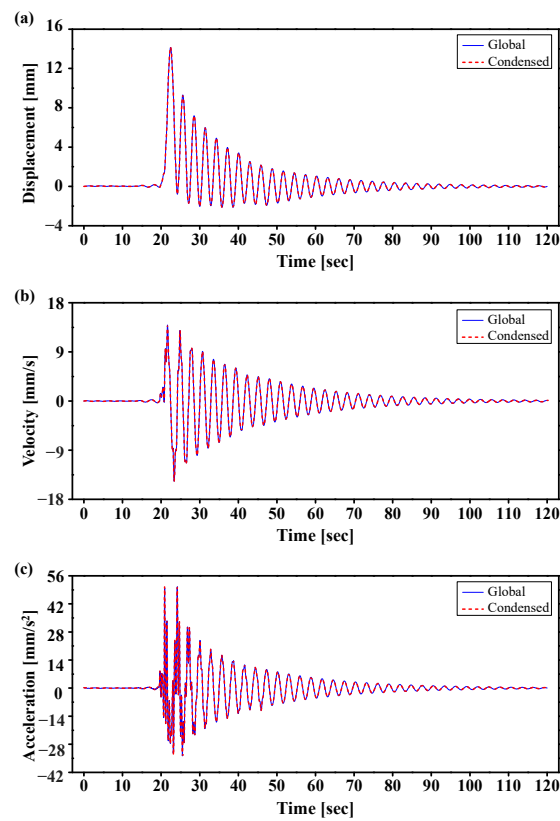 (a)
16
12
8
4
0
−4
Displacement [mm]
Global
Condensed
0 10 20 30 40 50 60 70 80 90 100 110 120
Time [sec]
(b)
18
9
0
−9
−18
Velocity [mm/s]
Global
Condensed
0 10 20 30 40 50 60 70 80 90 100 110 120
Time [sec]
(c)
56
42
28
14
0
−14
−28
−42
Acceleration [mm/s²]
Global
Condensed
0 10 20 30 40 50 60 70 80 90 100 110 120
Time [sec]